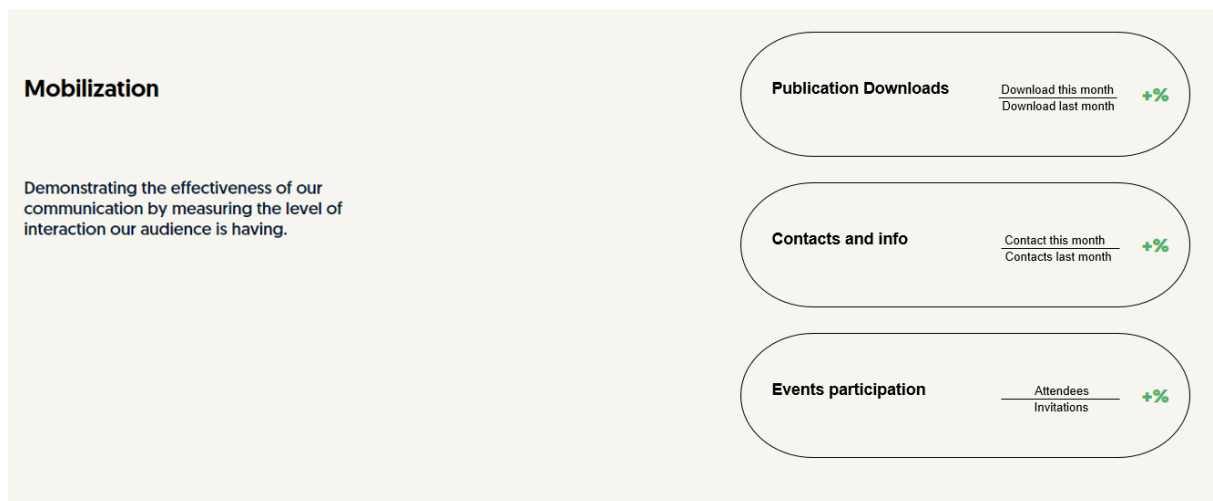 Mobilization
Demonstrating the effectiveness of our
communication by measuring the level of
interaction our audience is having.
Publication Downloads
Download this month
Download last month
+%
Contacts and info
Contact this month
Contacts last month
+%
Events participation
Attendees
Invitations
+%